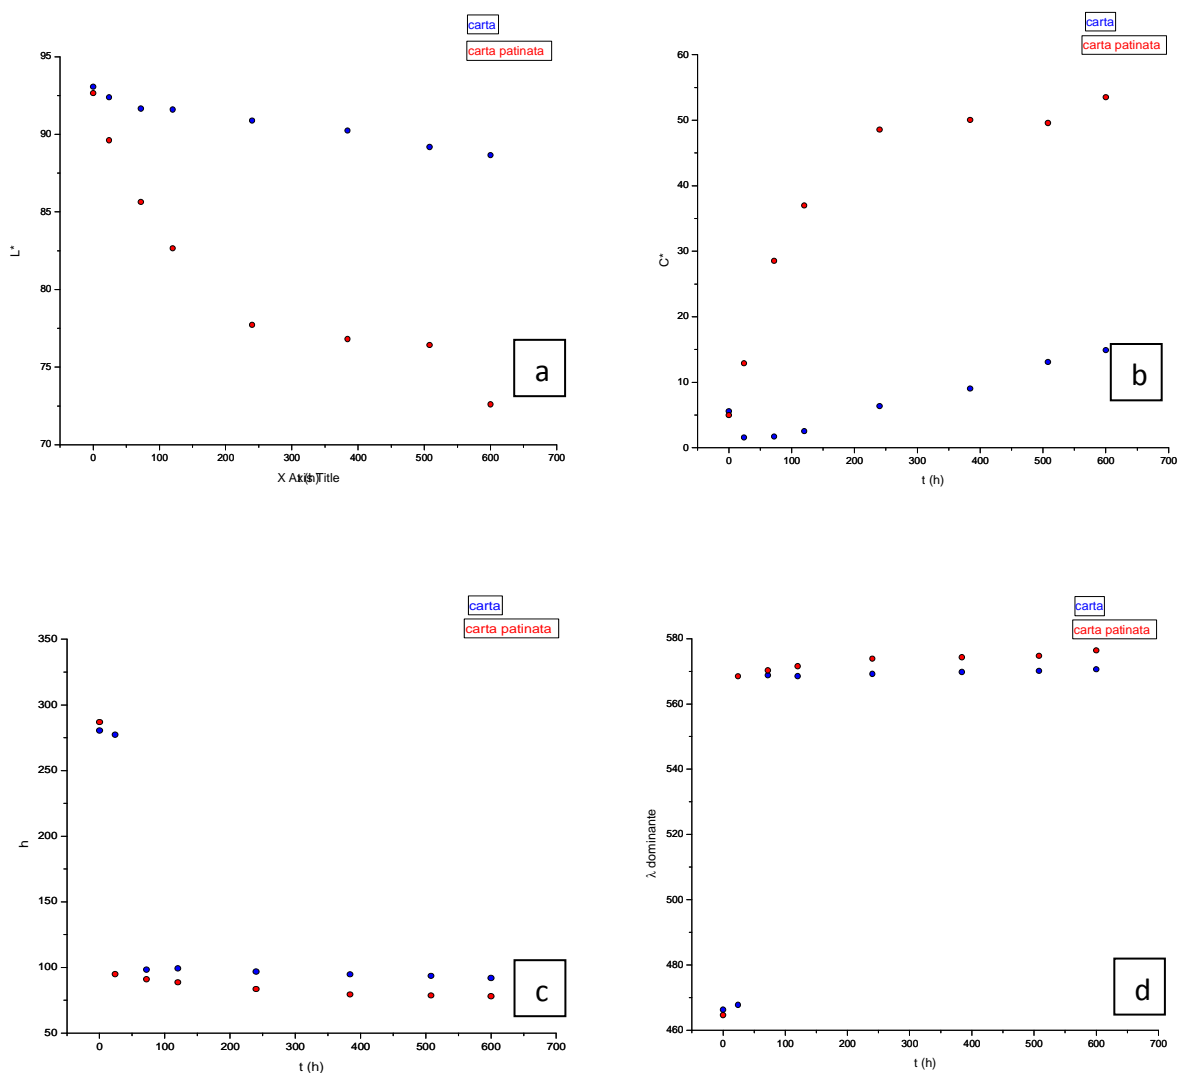 carta
carta patinata
95
90
85
80
75
70
L*
0 100 200 300 400 500 600 700
X Axis Title
t (h)
a
carta
carta patinata
60
50
40
30
20
10
0
C*
0 100 200 300 400 500 600 700
t (h)
b
carta
carta patinata
350
300
250
200
150
100
50
h
0 100 200 300 400 500 600 700
t (h)
c
carta
carta patinata
580
560
540
520
500
480
460
λ dominante
0 100 200 300 400 500 600 700
t (h)
d